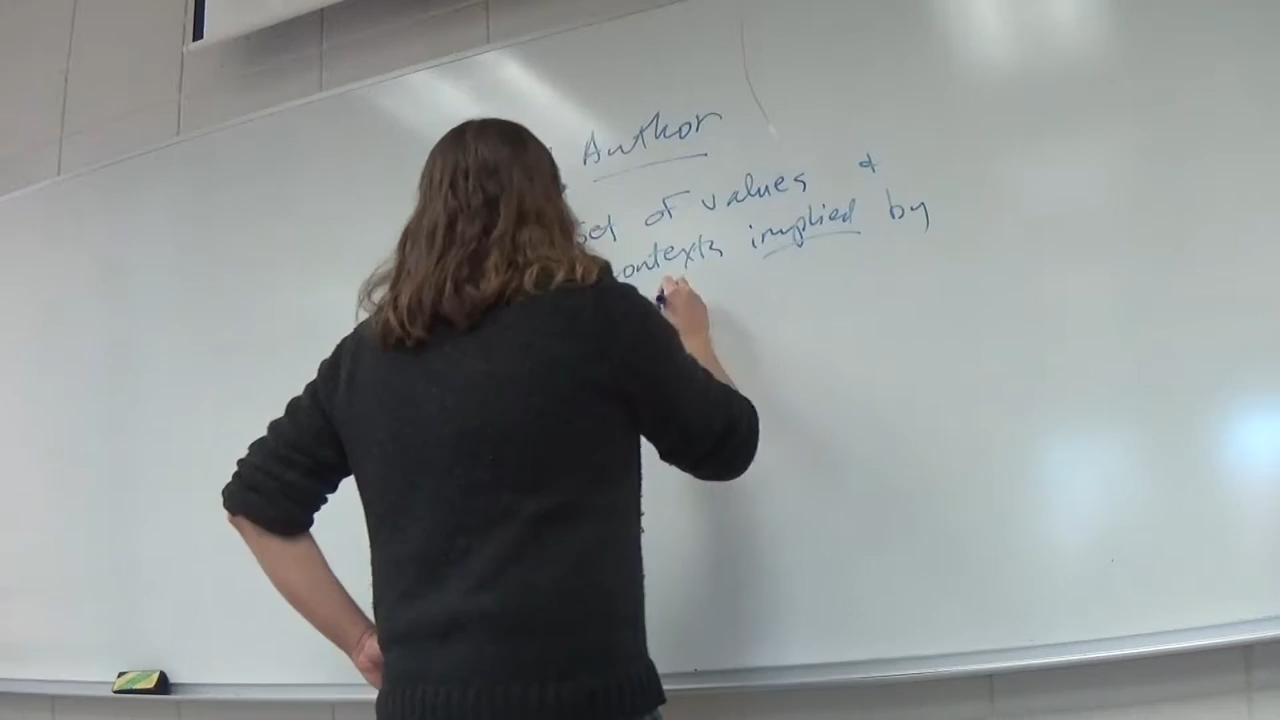 Author
set of values &
contexts implied by